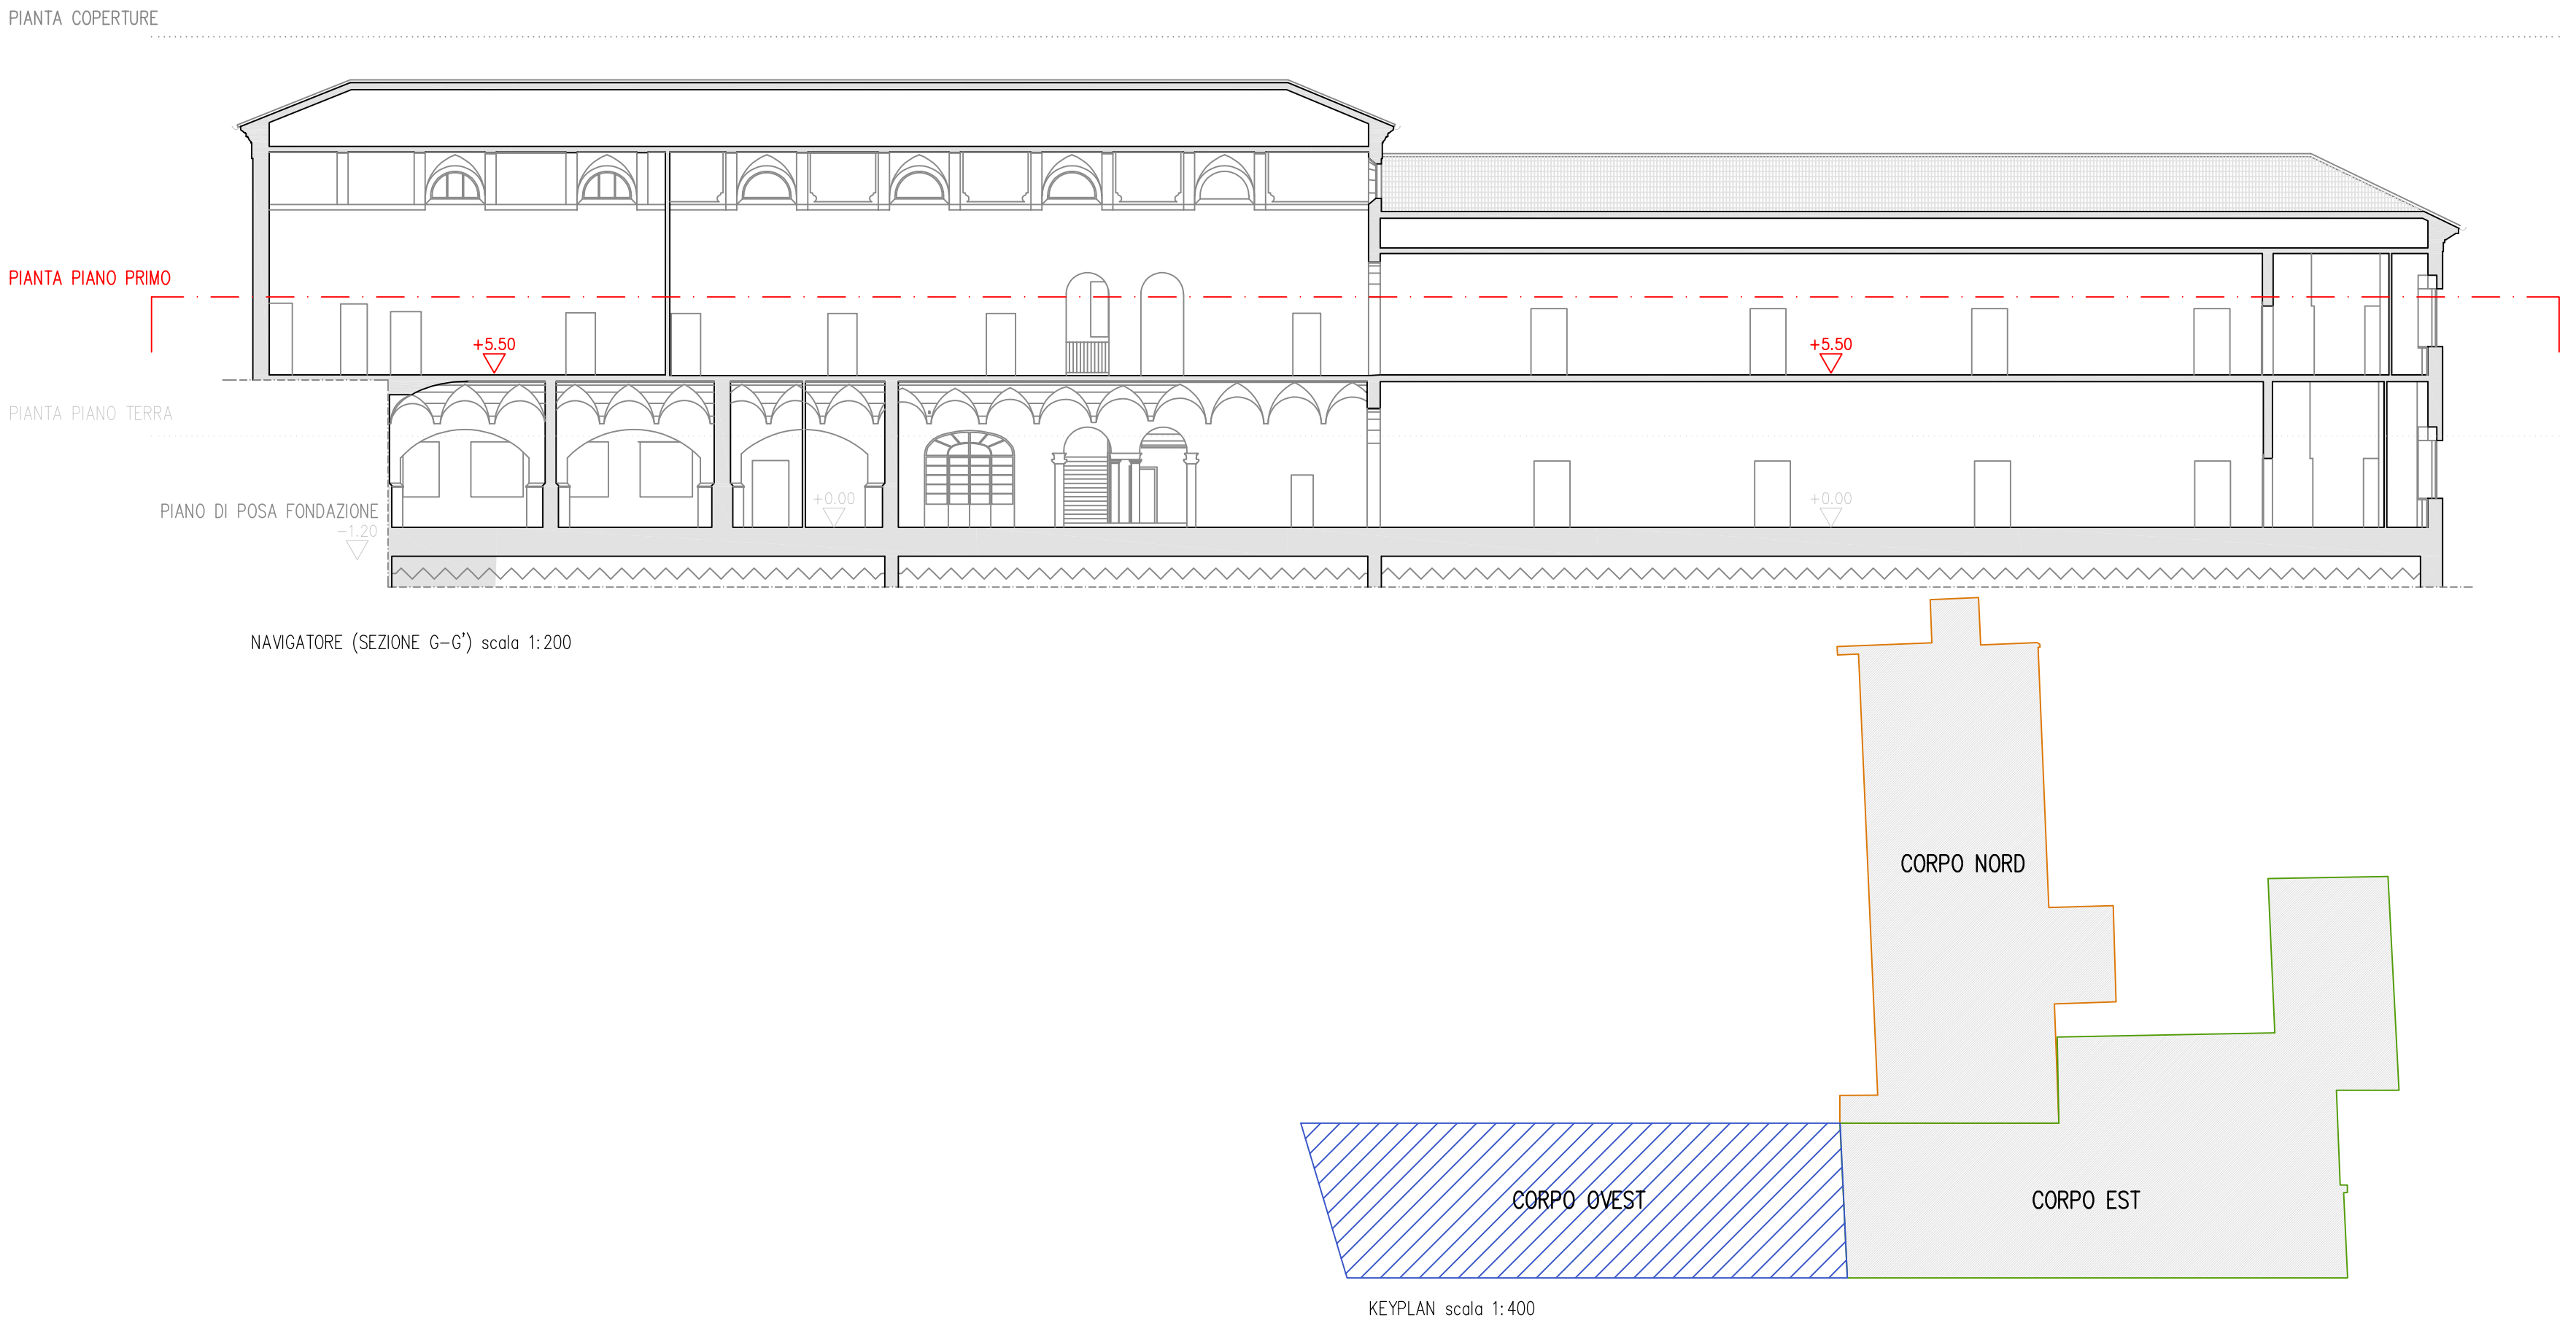 PIANTA COPERTURE
PIANTA PIANO PRIMO
+5.50
+5.50
PIANTA PIANO TERRA
+0.00
+0.00
PIANO DI POSA FONDAZIONE
-1.20
NAVIGATORE (SEZIONE G-G') scala 1:200
CORPO NORD
CORPO OVEST
CORPO EST
KEYPLAN scala 1:400